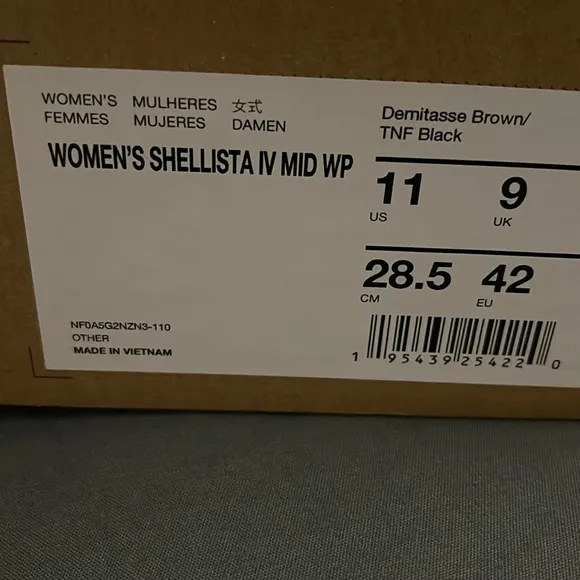 WOMEN'S MULHERES 女式
FEMMES MUJERES DAMEN
WOMEN'S SHELLISTA IV MID WP
Demitasse Brown/
TNF Black
11 9
US UK
28.5 42
CM EU
NF0A5G2NZN3-110
OTHER
MADE IN VIETNAM
1 95439 25422 0